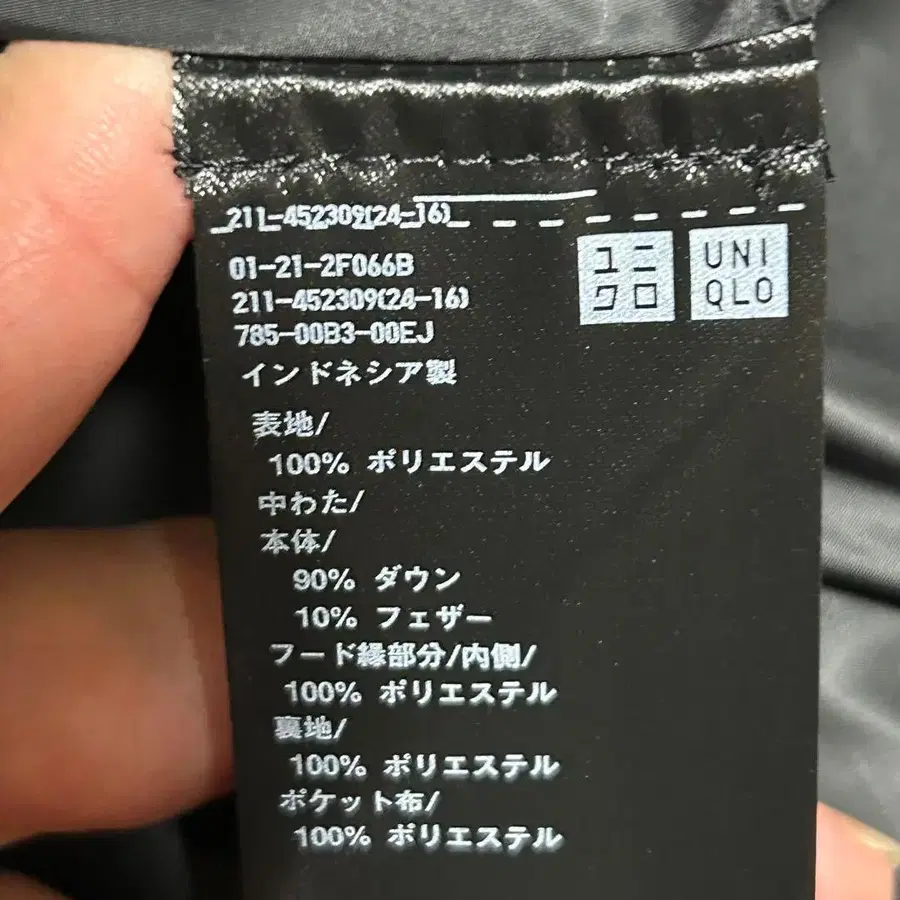 211-452309(24-16)
01-21-2F066B
211-452309(24-16)
785-00B3-00EJ
ユニ
クロ
UNI
QLO
インドネシア製
表地/
100% ポリエステル
中わた/
本体/
90% ダウン
10% フェザー
フード縁部分/内側/
100% ポリエステル
裏地/
100% ポリエステル
ポケット布/
100% ポリエステル